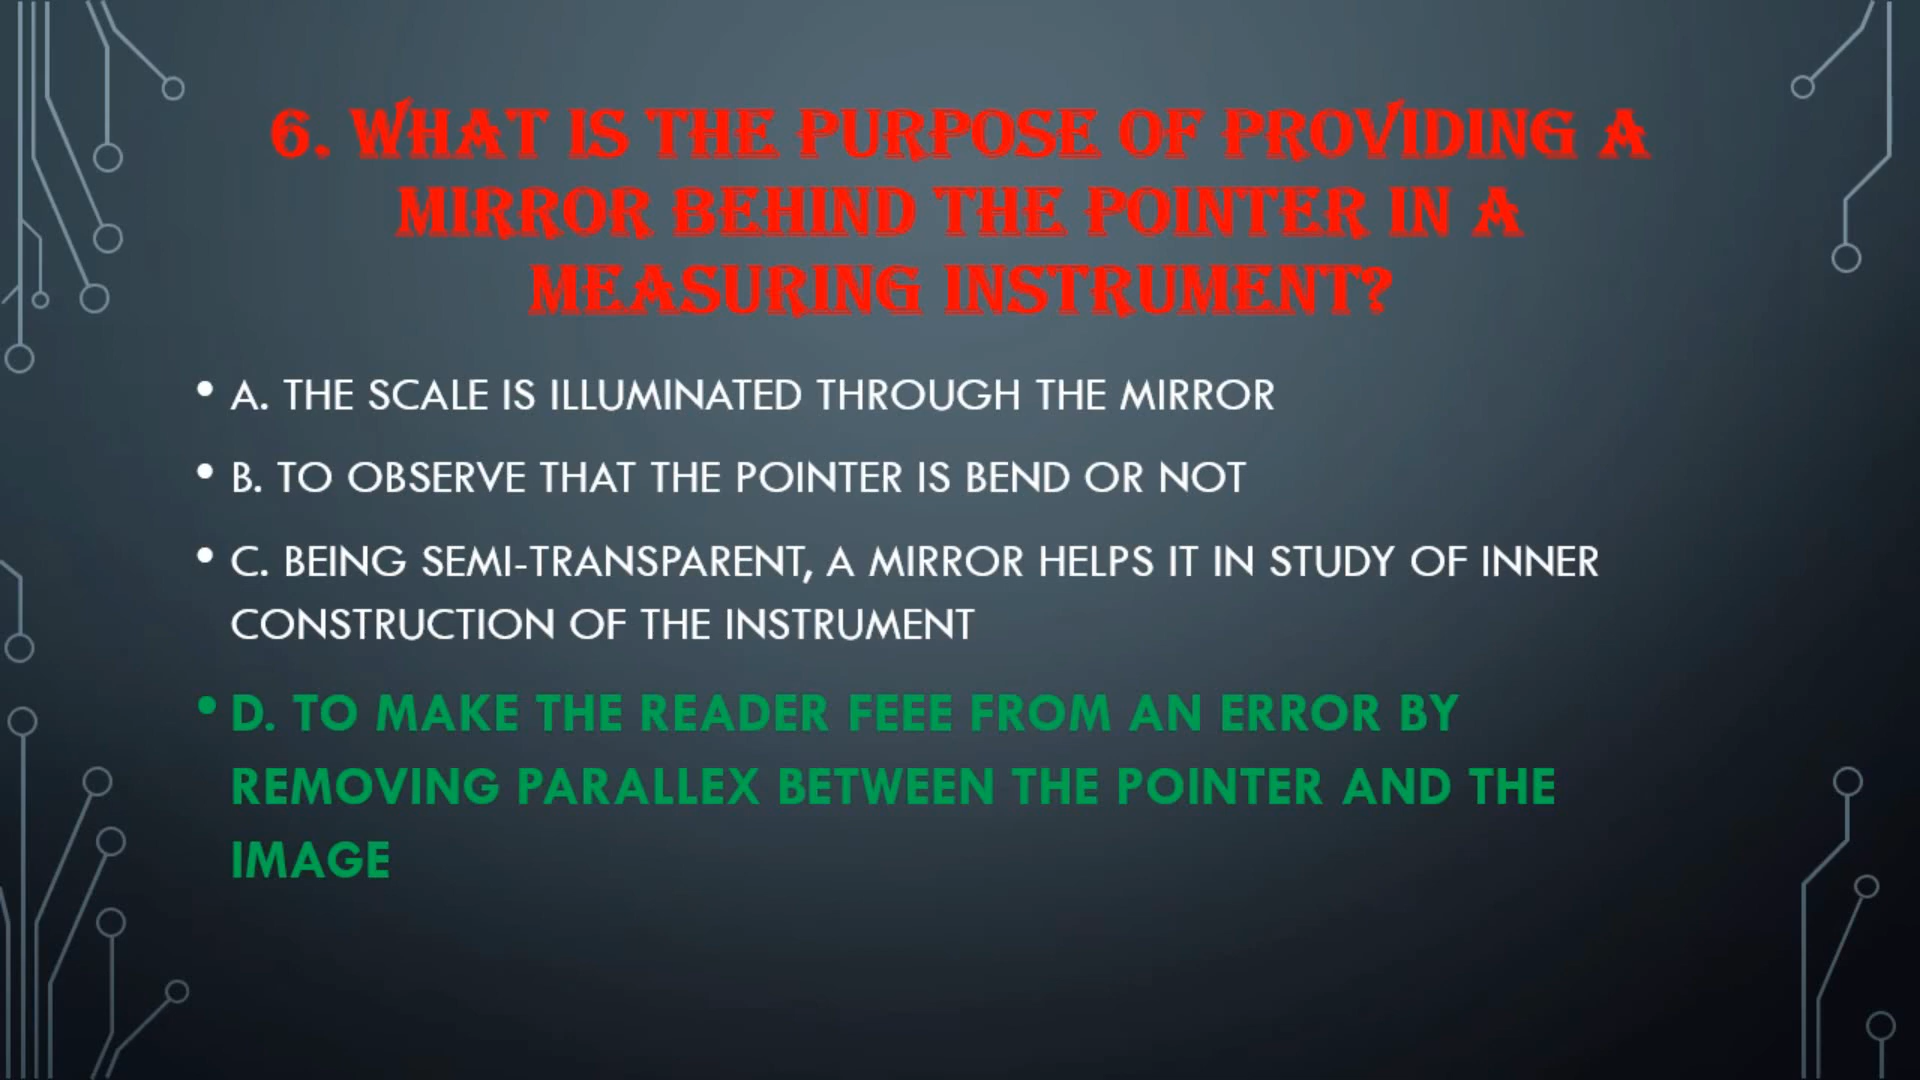 6. WHAT IS THE PURPOSE OF PROVIDING A
MIRROR BEHIND THE POINTER IN A
MEASURING INSTRUMENT?
• A. THE SCALE IS ILLUMINATED THROUGH THE MIRROR
• B. TO OBSERVE THAT THE POINTER IS BEND OR NOT
• C. BEING SEMI-TRANSPARENT, A MIRROR HELPS IT IN STUDY OF INNER
CONSTRUCTION OF THE INSTRUMENT
• D. TO MAKE THE READER FEEE FROM AN ERROR BY
REMOVING PARALLEX BETWEEN THE POINTER AND THE
IMAGE